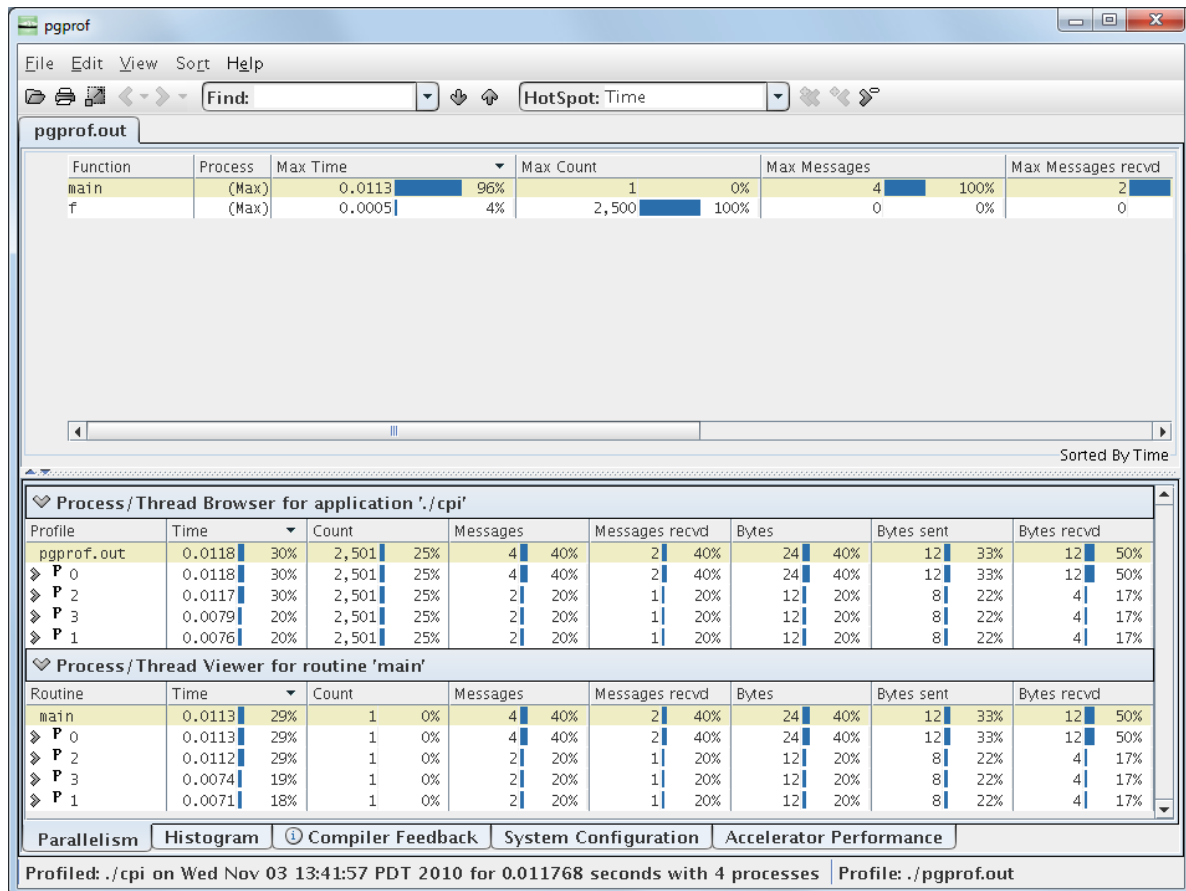 pgprof
File Edit View Sort Help
Find: HotSpot: Time
pgprof.out
Function Process Max Time Max Count Max Messages Max Messages recvd
main (Max) 0.0113 96% 1 0% 4 100% 2
f (Max) 0.0005 4% 2,500 100% 0 0% 0
Sorted By Time
Process/Thread Browser for application './cpi'
Profile Time Count Messages Messages recvd Bytes Bytes sent Bytes recvd
pgprof.out 0.0118 30% 2,501 25% 4 40% 2 40% 24 40% 12 33% 12 50%
P 0 0.0118 30% 2,501 25% 4 40% 2 40% 24 40% 12 33% 12 50%
P 2 0.0117 30% 2,501 25% 2 20% 1 20% 12 20% 8 22% 4 17%
P 3 0.0079 20% 2,501 25% 2 20% 1 20% 12 20% 8 22% 4 17%
P 1 0.0076 20% 2,501 25% 2 20% 1 20% 12 20% 8 22% 4 17%
Process/Thread Viewer for routine 'main'
Routine Time Count Messages Messages recvd Bytes Bytes sent Bytes recvd
main 0.0113 29% 1 0% 4 40% 2 40% 24 40% 12 33% 12 50%
P 0 0.0113 29% 1 0% 4 40% 2 40% 24 40% 12 33% 12 50%
P 2 0.0112 29% 1 0% 2 20% 1 20% 12 20% 8 22% 4 17%
P 3 0.0074 19% 1 0% 2 20% 1 20% 12 20% 8 22% 4 17%
P 1 0.0071 18% 1 0% 2 20% 1 20% 12 20% 8 22% 4 17%
Parallelism Histogram Compiler Feedback System Configuration Accelerator Performance
Profiled: ./cpi on Wed Nov 03 13:41:57 PDT 2010 for 0.011768 seconds with 4 processes Profile: ./pgprof.out